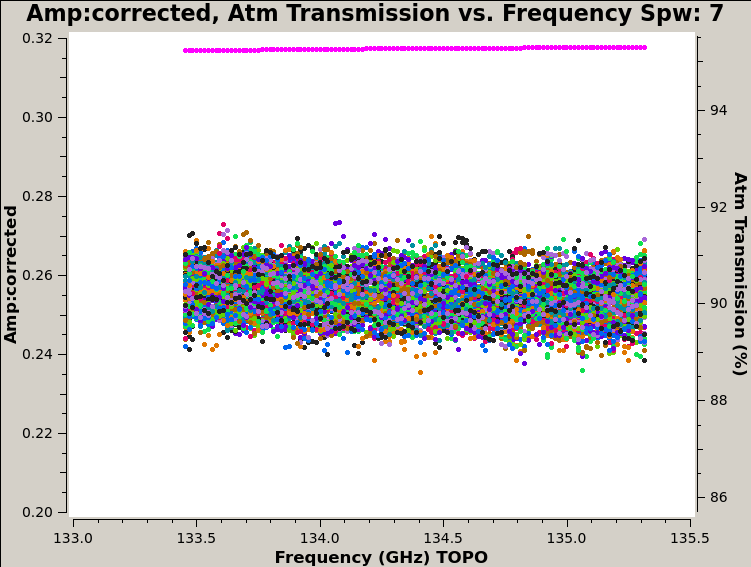 Amp:corrected, Atm Transmission vs. Frequency Spw: 7
0.32
0.30
0.28
0.26
0.24
0.22
0.20
Amp:corrected
94
92
90
88
86
Atm Transmission (%)
133.0 133.5 134.0 134.5 135.0 135.5
Frequency (GHz) TOPO